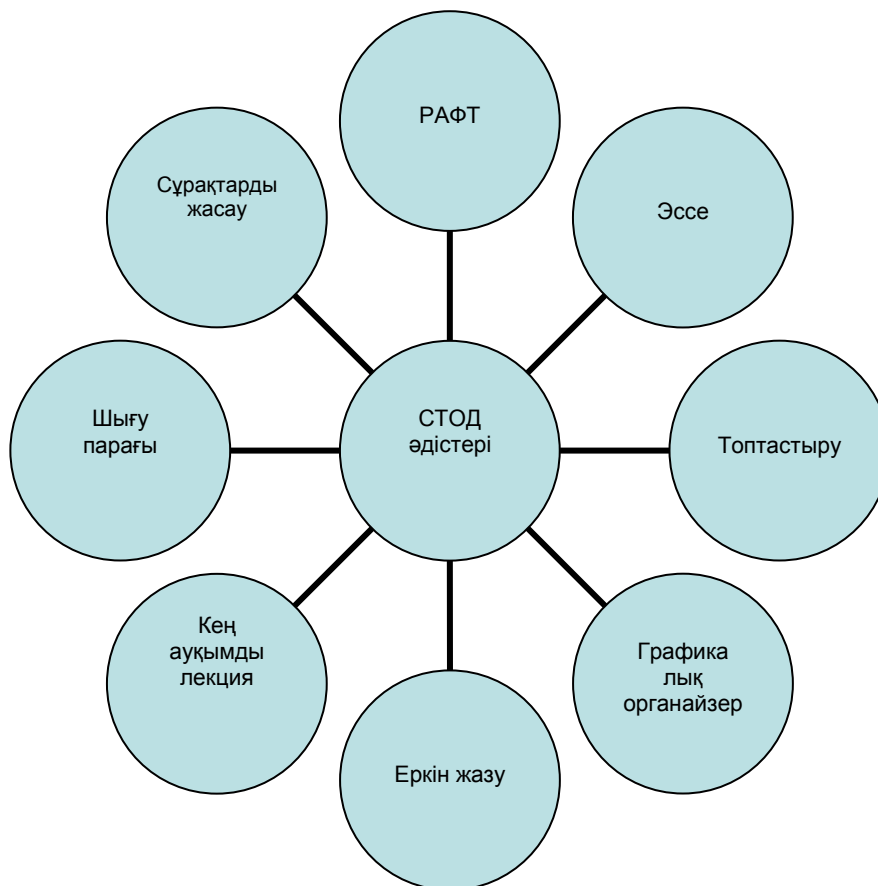 РАФТ
Сұрақтарды
жасау
Эссе
Шығу
парағы
СТОД
әдістері
Топтастыру
Кең
ауқымды
лекция
Графика
лық
органайзер
Еркін жазу